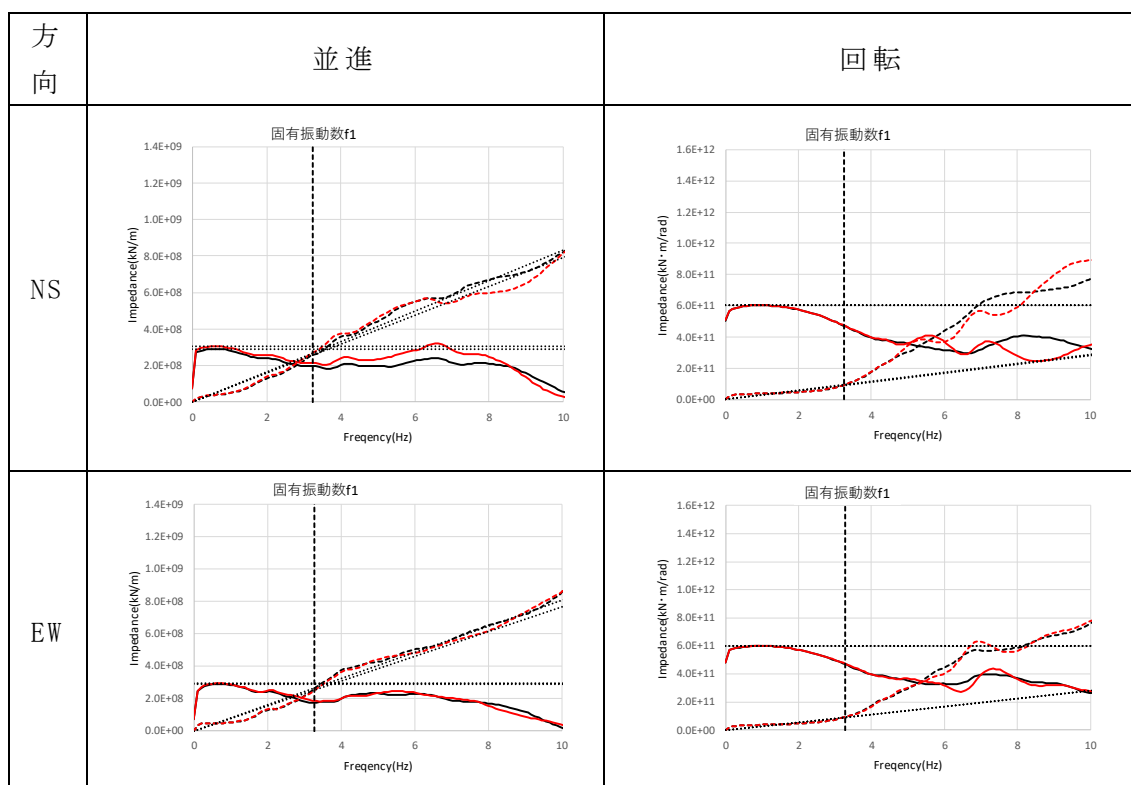 方向
並進
回転
NS
固有振動数f1
Impedance(kN/m)
1.4E+09
1.2E+09
1.0E+09
8.0E+08
6.0E+08
4.0E+08
2.0E+08
0.0E+00
0
2
4
6
8
10
Freqency(Hz)
固有振動数f1
Impedance(kN・m/rad)
1.6E+12
1.4E+12
1.2E+12
1.0E+12
8.0E+11
6.0E+11
4.0E+11
2.0E+11
0.0E+00
0
2
4
6
8
10
Freqency(Hz)
EW
固有振動数f1
Impedance(kN/m)
1.4E+09
1.2E+09
1.0E+09
8.0E+08
6.0E+08
4.0E+08
2.0E+08
0.0E+00
0
2
4
6
8
10
Freqency(Hz)
固有振動数f1
Impedance(kN・m/rad)
1.6E+12
1.4E+12
1.2E+12
1.0E+12
8.0E+11
6.0E+11
4.0E+11
2.0E+11
0.0E+00
0
2
4
6
8
10
Freqency(Hz)